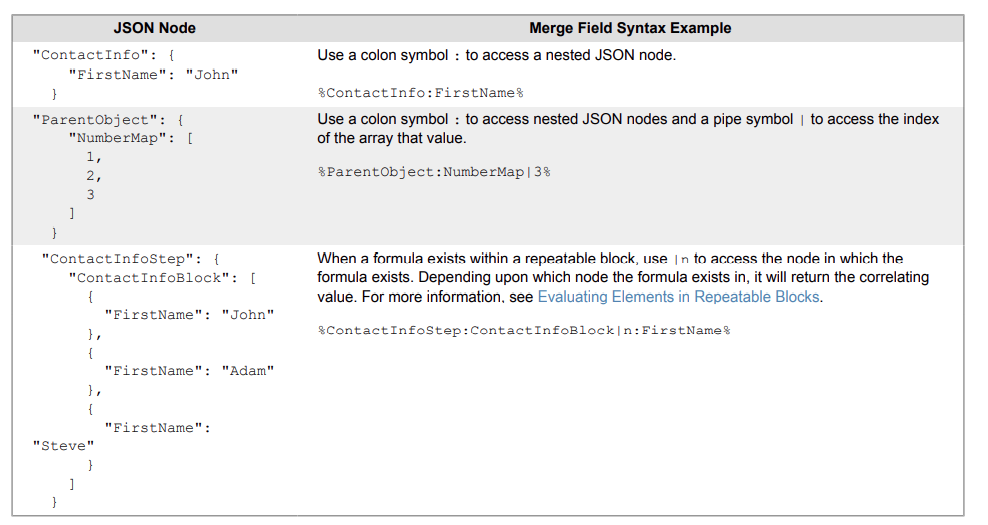 JSON Node
Merge Field Syntax Example
"ContactInfo": {
"FirstName": "John"
}
Use a colon symbol : to access a nested JSON node.
%ContactInfo:FirstName%
"ParentObject": {
"NumberMap": [
1,
2,
3
]
}
Use a colon symbol : to access nested JSON nodes and a pipe symbol | to access the index
of the array that value.
%ParentObject:NumberMap|3%
"ContactInfoStep": {
"ContactInfoBlock": [
{
"FirstName": "John"
},
{
"FirstName": "Adam"
},
{
"FirstName":
"Steve"
}
]
}
When a formula exists within a repeatable block, use |n to access the node in which the
formula exists. Depending upon which node the formula exists in, it will return the correlating
value. For more information, see Evaluating Elements in Repeatable Blocks.
%ContactInfoStep:ContactInfoBlock|n:FirstName%